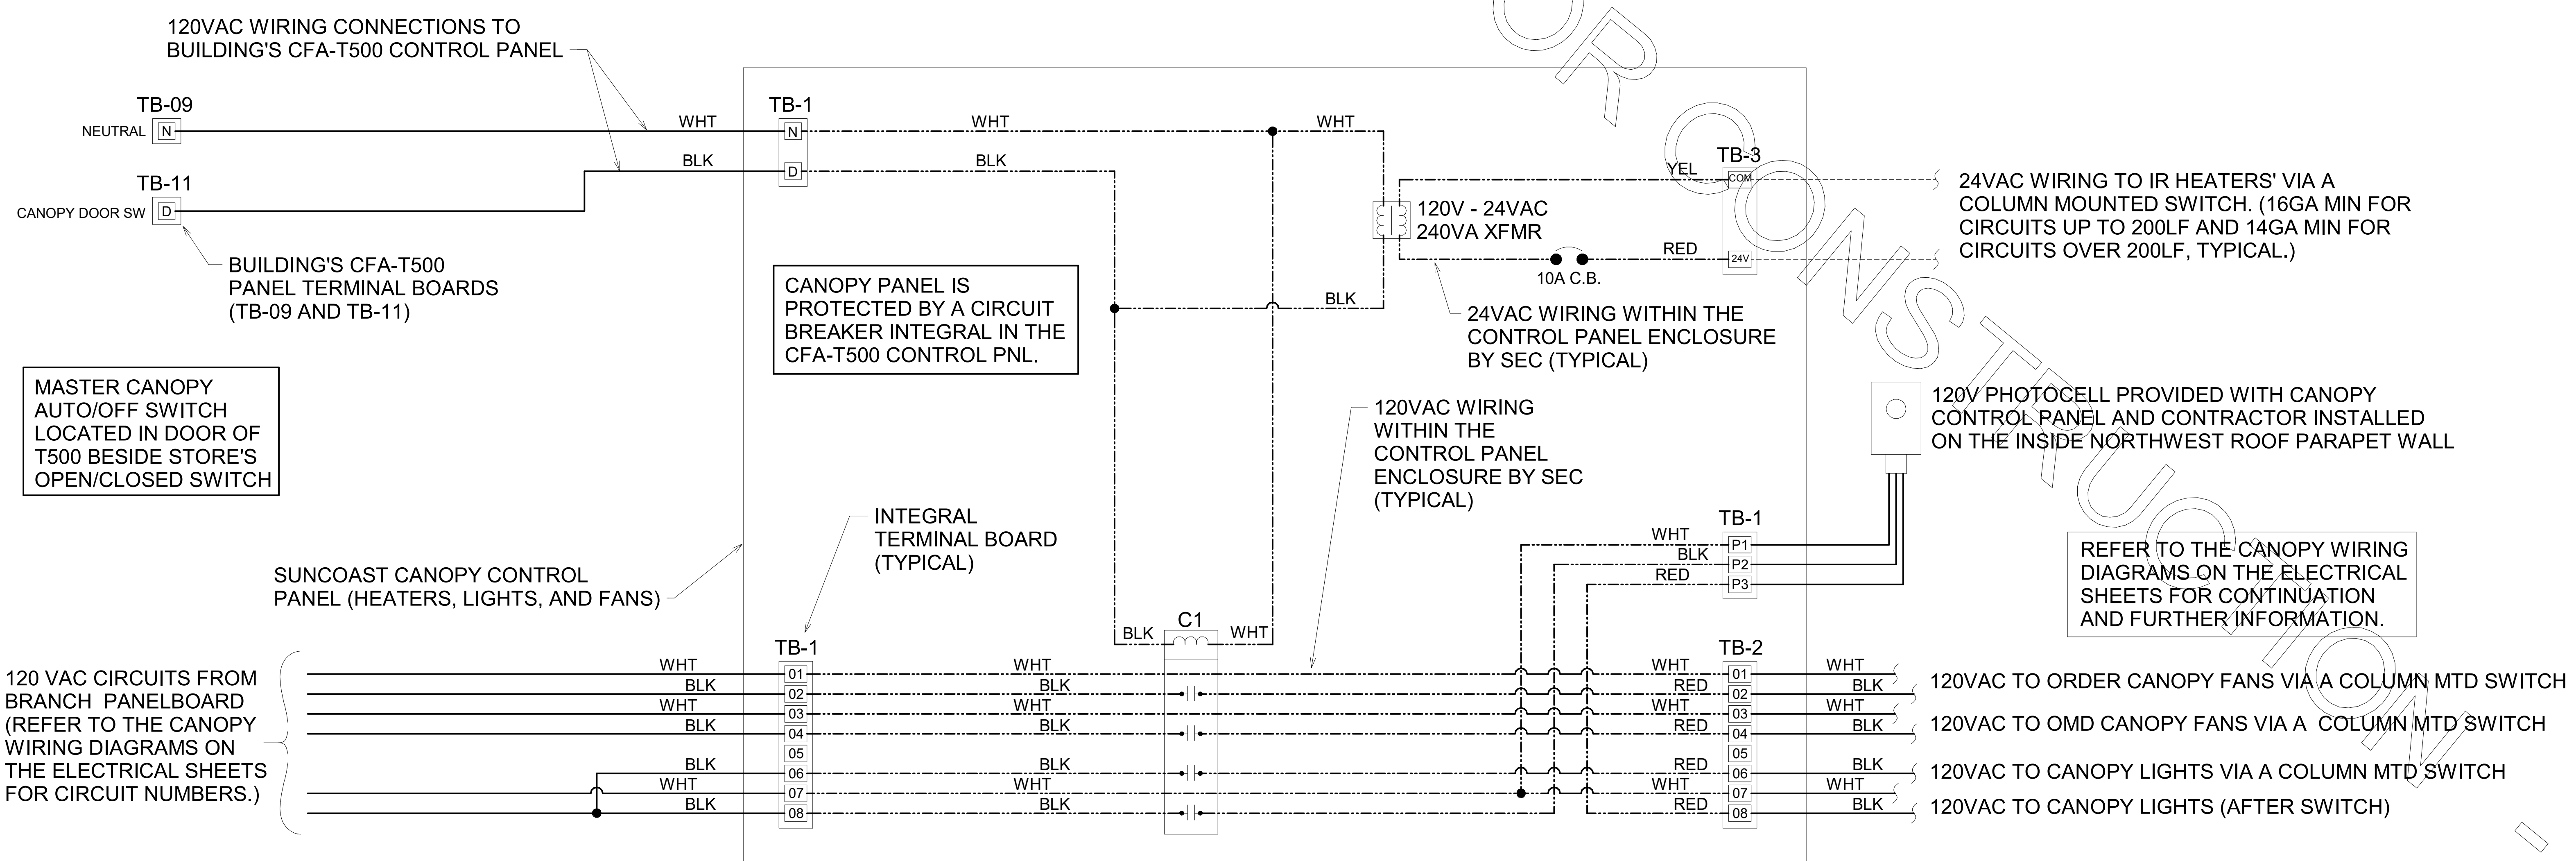 120VAC WIRING CONNECTIONS TO
BUILDING'S CFA-T500 CONTROL PANEL
TB-09
NEUTRAL N
WHT
TB-11
CANOPY DOOR SW D
BLK
BUILDING'S CFA-T500
PANEL TERMINAL BOARDS
(TB-09 AND TB-11)
MASTER CANOPY
AUTO/OFF SWITCH
LOCATED IN DOOR OF
T500 BESIDE STORE'S
OPEN/CLOSED SWITCH
TB-1
N
D
WHT
BLK
WHT
BLK
CANOPY PANEL IS
PROTECTED BY A CIRCUIT
BREAKER INTEGRAL IN THE
CFA-T500 CONTROL PNL.
120V - 24VAC
240VA XFMR
YEL
RED
10A C.B.
TB-3
COM
24V
24VAC WIRING TO IR HEATERS' VIA A
COLUMN MOUNTED SWITCH. (16GA MIN FOR
CIRCUITS UP TO 200LF AND 14GA MIN FOR
CIRCUITS OVER 200LF, TYPICAL.)
24VAC WIRING WITHIN THE
CONTROL PANEL ENCLOSURE
BY SEC (TYPICAL)
120V PHOTOCELL PROVIDED WITH CANOPY
CONTROL PANEL AND CONTRACTOR INSTALLED
ON THE INSIDE NORTHWEST ROOF PARAPET WALL
120VAC WIRING
WITHIN THE
CONTROL PANEL
ENCLOSURE BY SEC
(TYPICAL)
INTEGRAL
TERMINAL BOARD
(TYPICAL)
SUNCOAST CANOPY CONTROL
PANEL (HEATERS, LIGHTS, AND FANS)
TB-1
WHT P1
BLK P2
RED P3
REFER TO THE CANOPY WIRING
DIAGRAMS ON THE ELECTRICAL
SHEETS FOR CONTINUATION
AND FURTHER INFORMATION.
C1
BLK WHT
120 VAC CIRCUITS FROM
BRANCH PANELBOARD
(REFER TO THE CANOPY
WIRING DIAGRAMS ON
THE ELECTRICAL SHEETS
FOR CIRCUIT NUMBERS.)
TB-1
TB-2
WHT 01 WHT WHT 01 WHT
BLK 02 BLK RED 02 BLK
WHT 03 WHT WHT 03 WHT
BLK 04 BLK RED 04 BLK
05 05
BLK 06 BLK RED 06 BLK
WHT 07 WHT WHT 07 WHT
BLK 08 BLK RED 08 BLK
120VAC TO ORDER CANOPY FANS VIA A COLUMN MTD SWITCH
120VAC TO OMD CANOPY FANS VIA A COLUMN MTD SWITCH
120VAC TO CANOPY LIGHTS VIA A COLUMN MTD SWITCH
120VAC TO CANOPY LIGHTS (AFTER SWITCH)
OR CONSTRUCTION -